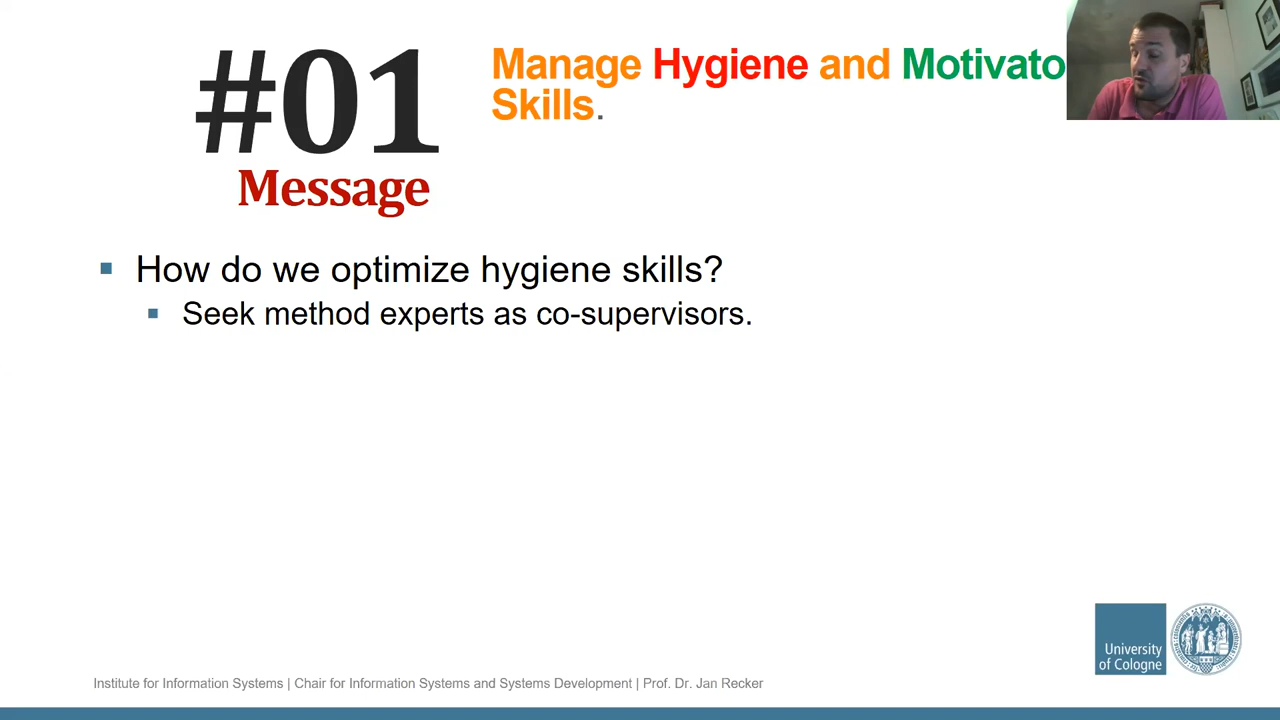 #01
Message
Manage Hygiene and Motivato
Skills.
How do we optimize hygiene skills?
Seek method experts as co-supervisors.
University
of Cologne
Institute for Information Systems | Chair for Information Systems and Systems Development | Prof. Dr. Jan Recker